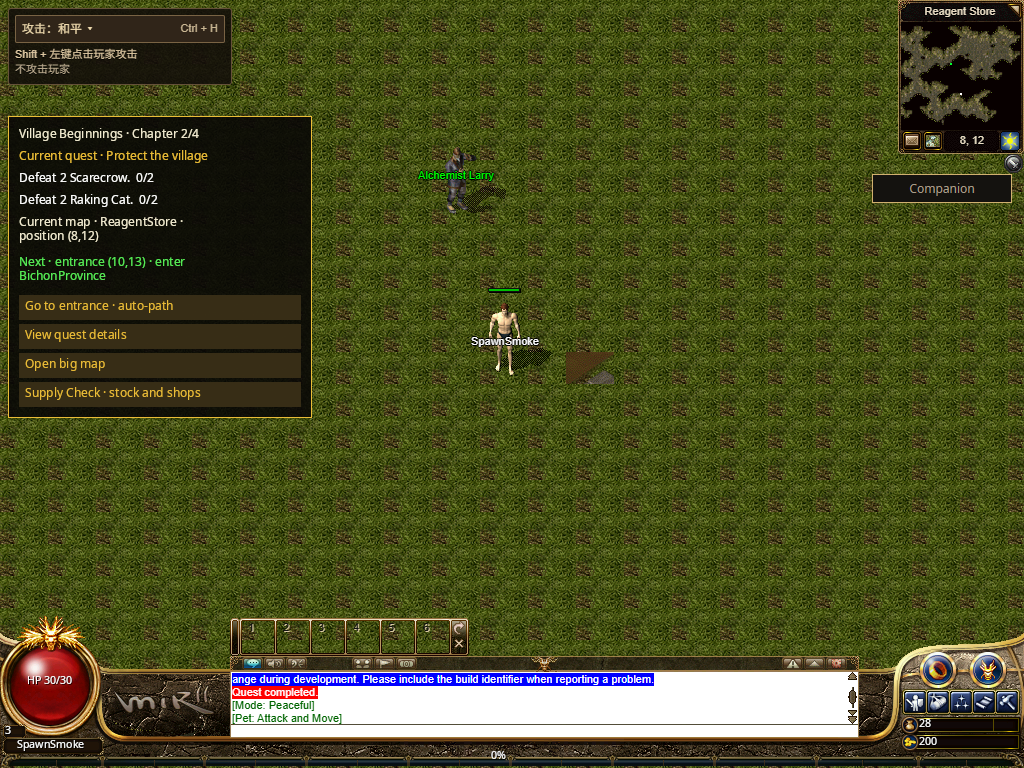 攻击：和平 Ctrl + H
Shift + 左键点击玩家攻击
不攻击玩家
Reagent Store
8, 12
Companion
Village Beginnings · Chapter 2/4
Current quest · Protect the village
Defeat 2 Scarecrow. 0/2
Defeat 2 Raking Cat. 0/2
Current map · ReagentStore ·
position (8,12)
Next · entrance (10,13) · enter
BichonProvince
Go to entrance · auto-path
View quest details
Open big map
Supply Check · stock and shops
Alchemist Larry
SpawnSmoke
1 2 3 4 5 6
HP 30/30
Mir II
ange during development. Please include the build identifier when reporting a problem.
Quest completed.
[Mode: Peaceful]
[Pet: Attack and Move]
3
SpawnSmoke
28
200
0%